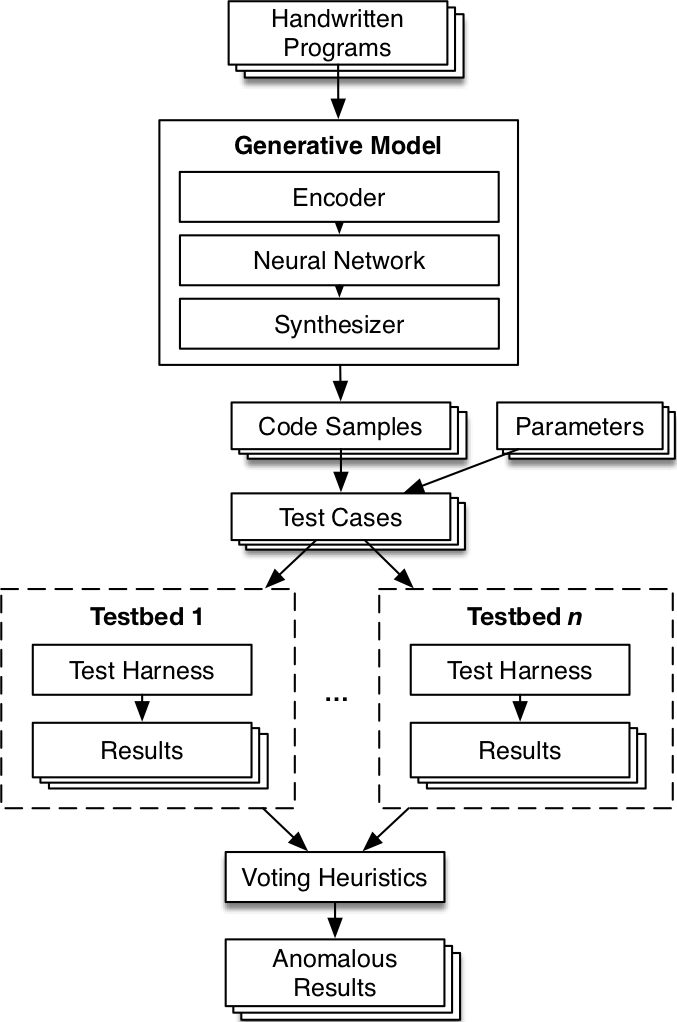 Handwritten
Programs
Generative Model
Encoder
Neural Network
Synthesizer
Code Samples
Parameters
Test Cases
Testbed 1
Test Harness
Results
...
Testbed n
Test Harness
Results
Voting Heuristics
Anomalous
Results